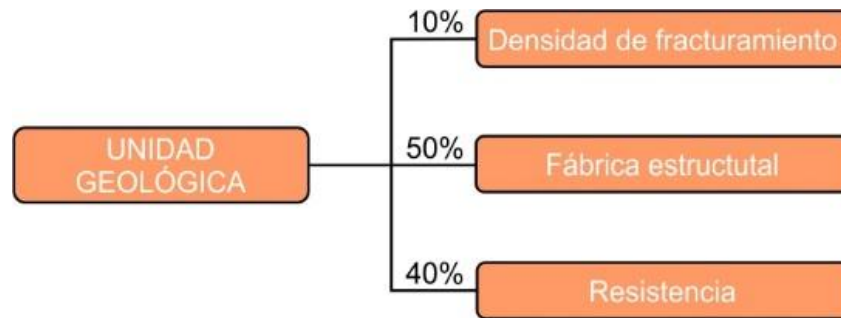 10%
Densidad de fracturamiento
UNIDAD
GEOLÓGICA
50%
Fábrica estructutal
40%
Resistencia